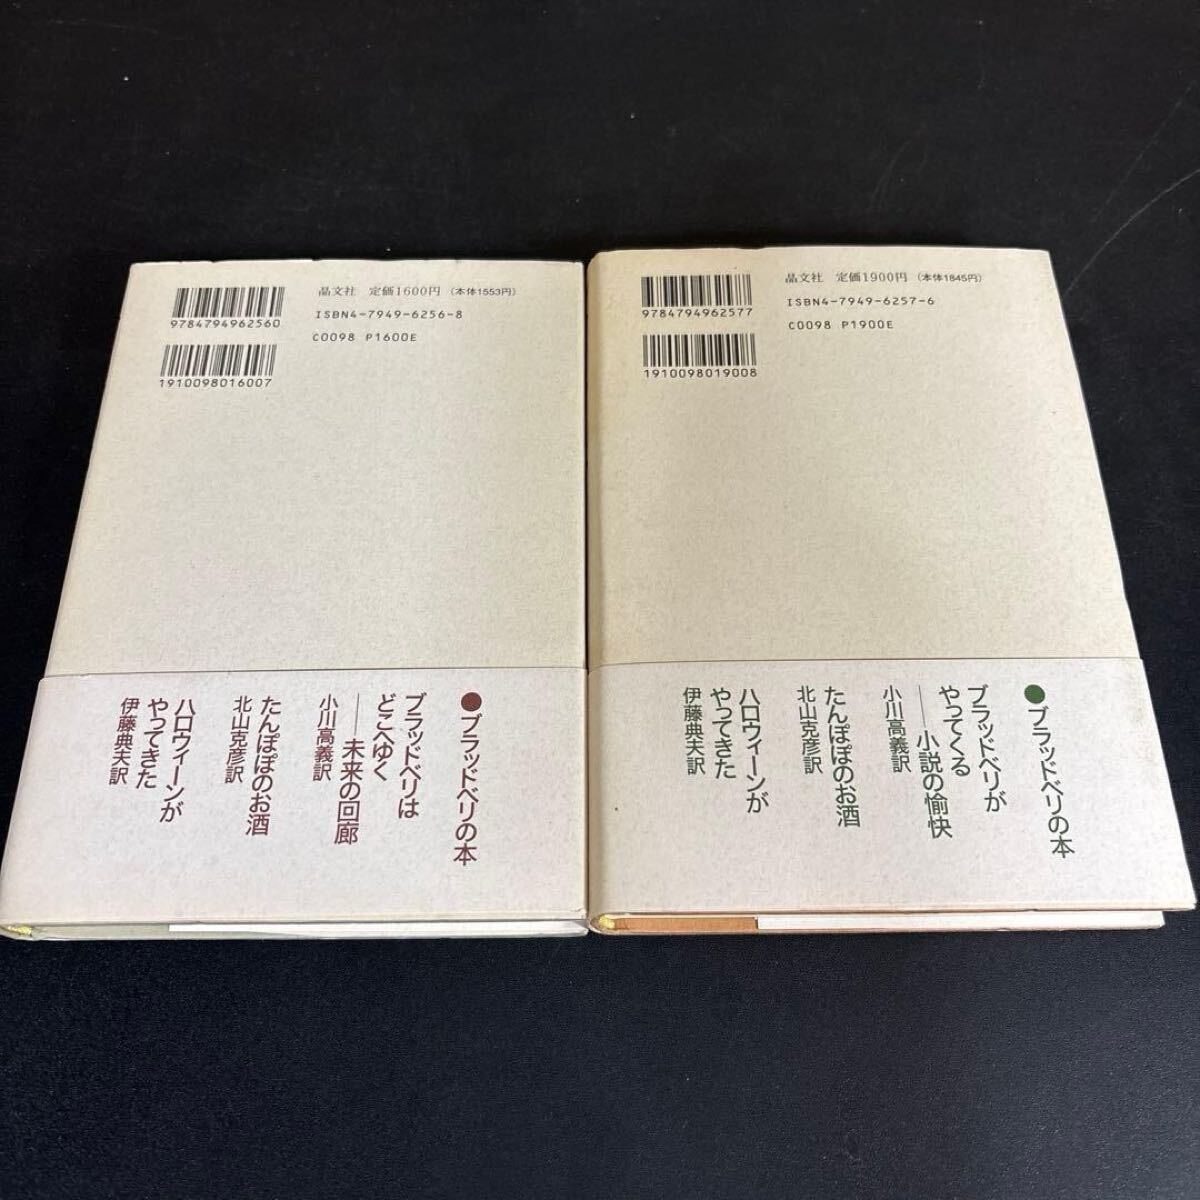 晶文社 定価1600円 (本体1553円)
ISBN4-7949-6256-8
C0098 P1600E
9784794962560
1910098016007
●ブラッドベリの本
ブラッドベリは
どこへゆく
──未来の回廊
小川高義訳
たんぽぽのお酒
北山克彦訳
ハロウィーンが
やってきた
伊藤典夫訳
晶文社 定価1900円 (本体1845円)
ISBN4-7949-6257-6
C0098 P1900E
9784794962577
1910098019008
●ブラッドベリの本
ブラッドベリが
やってくる
──小説の愉快
小川高義訳
たんぽぽのお酒
北山克彦訳
ハロウィーンが
やってきた
伊藤典夫訳